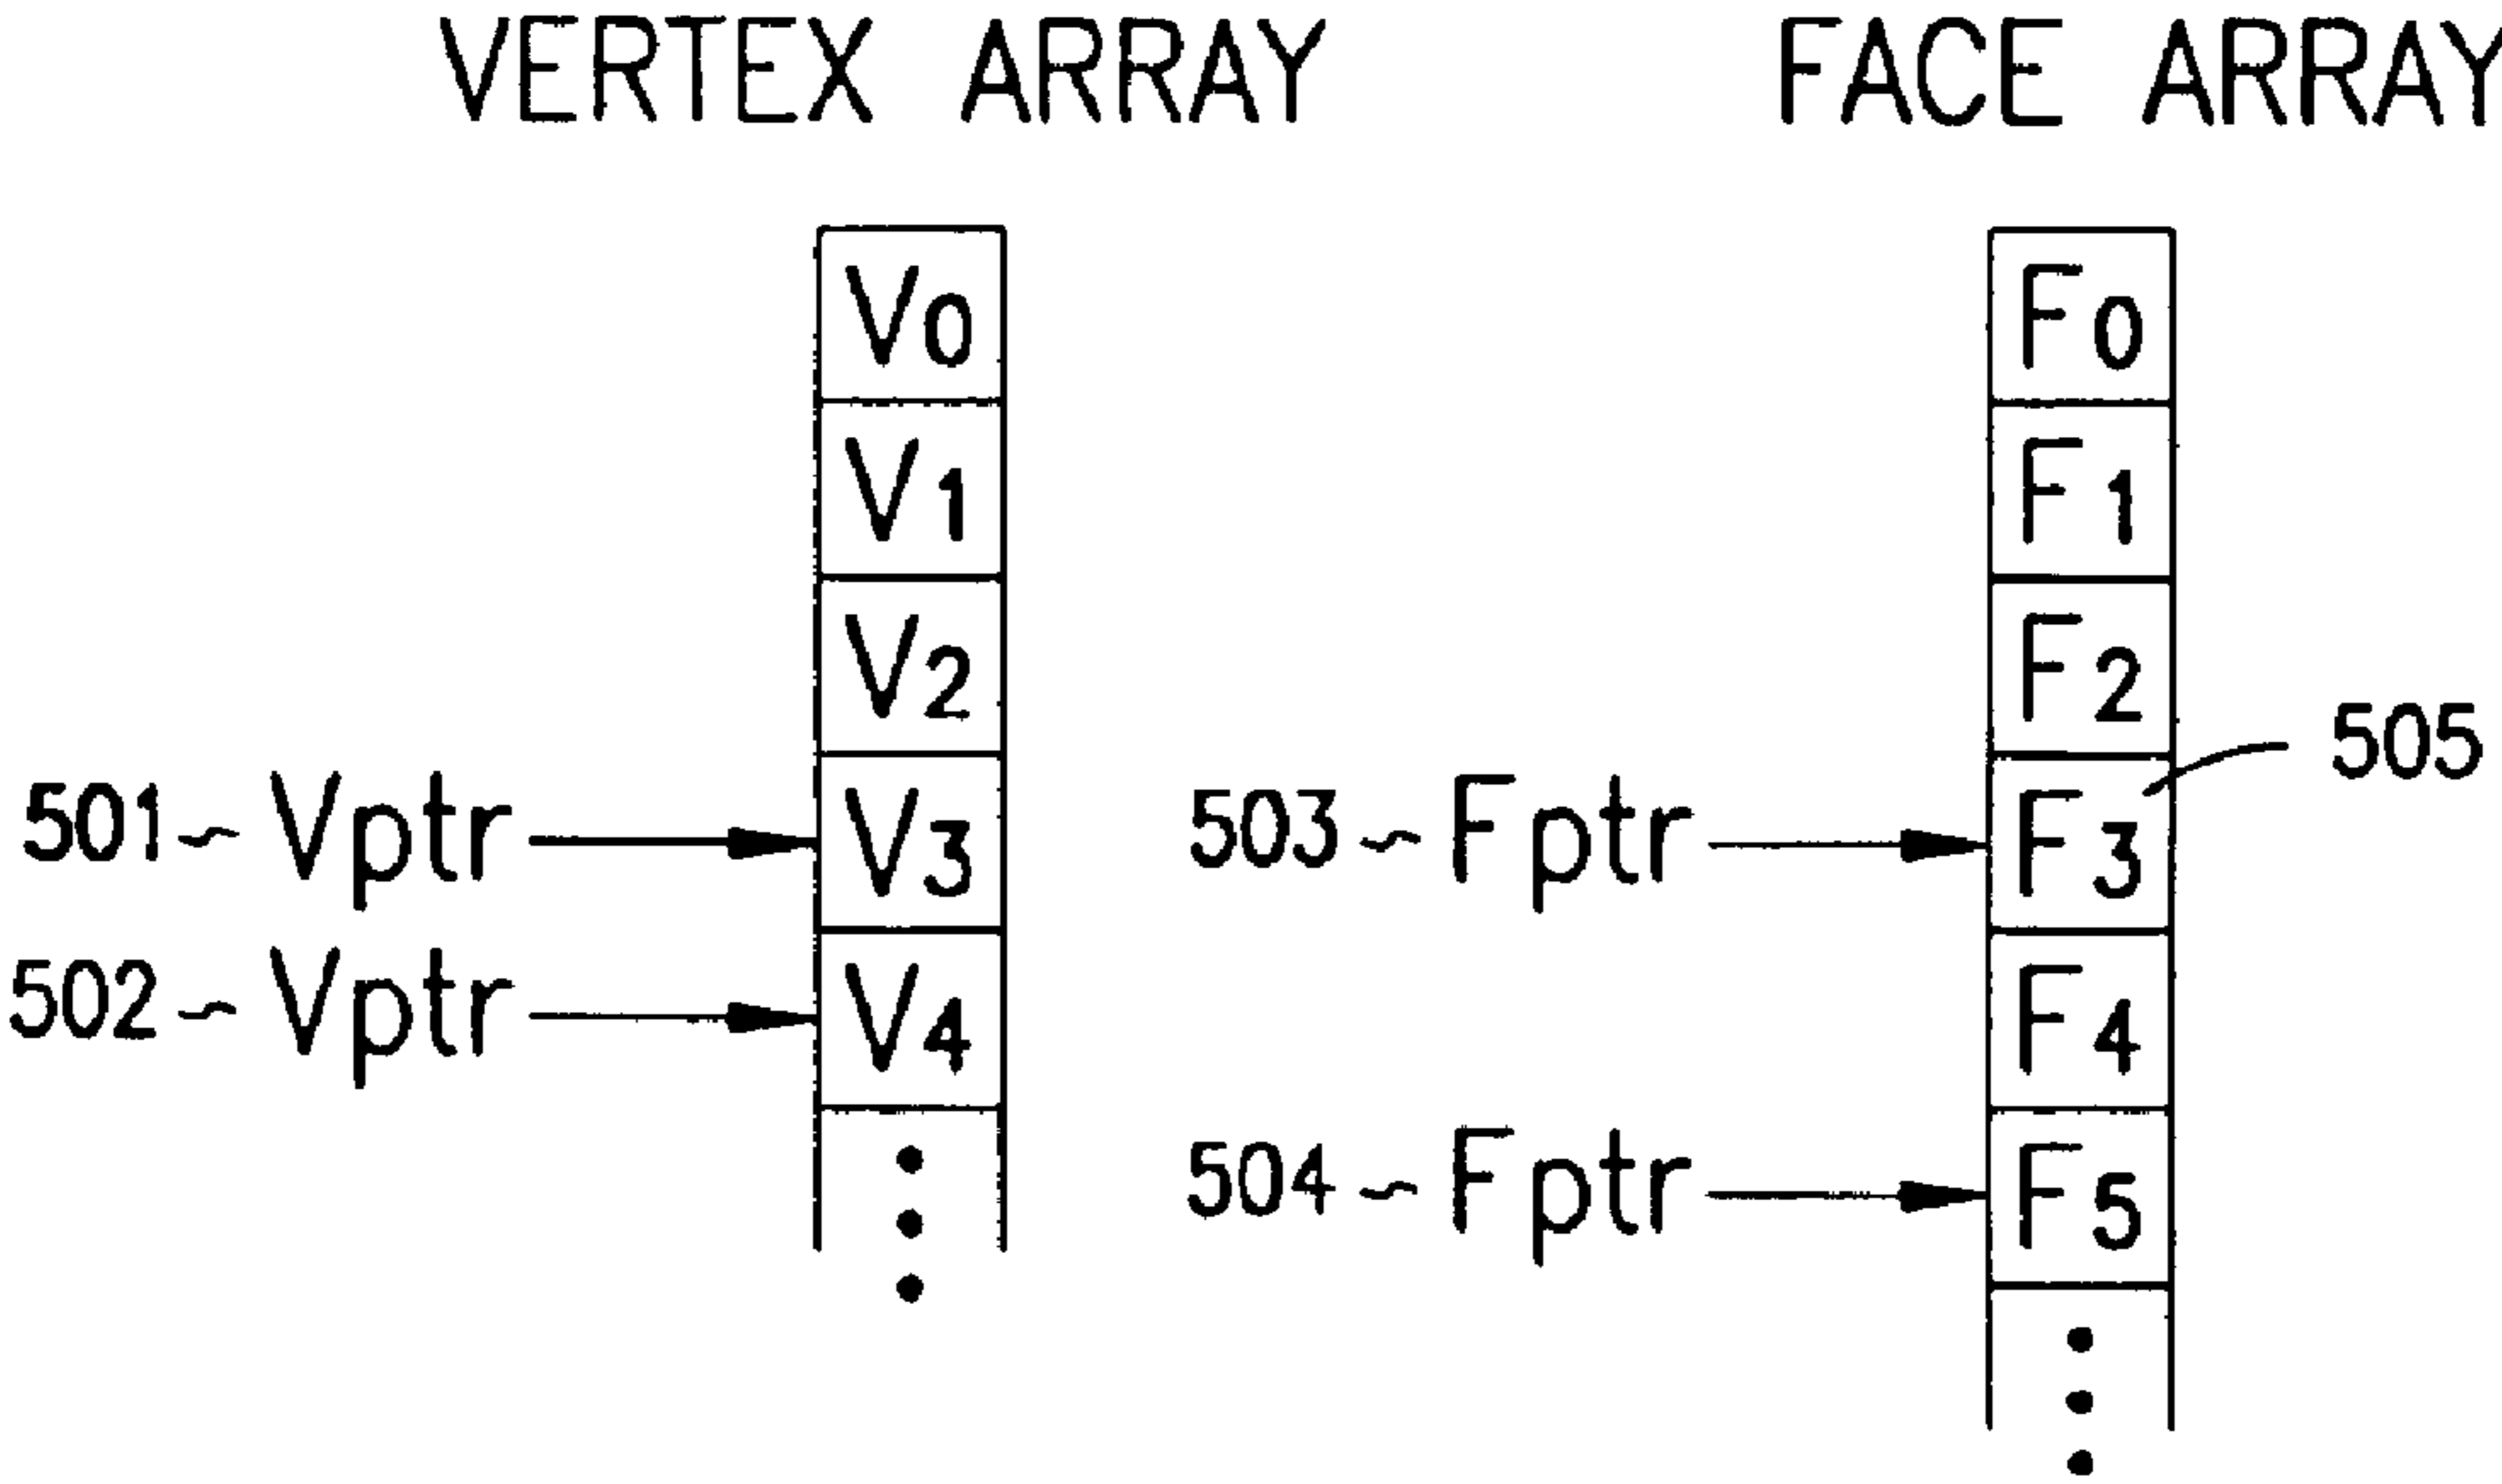 VERTEX ARRAY
FACE ARRAY
V0
V1
V2
501~Vptr
V3
502~Vptr
V4
F0
F1
F2
505
503~Fptr
F3
F4
504~Fptr
F5